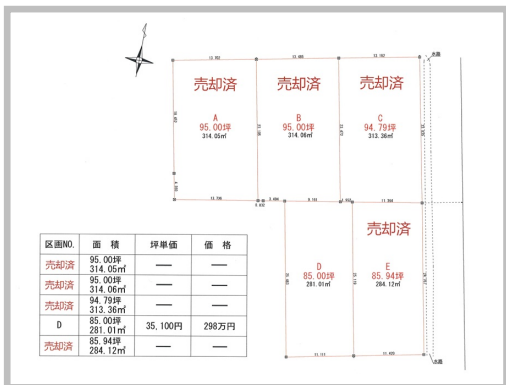 水路
売却済
売却済
売却済
A
95.00坪
314.05㎡
B
95.00坪
314.06㎡
C
94.79坪
313.36㎡
売却済
D
85.00坪
281.01㎡
E
85.94坪
284.12㎡
水路
区画NO. 面 積 坪単価 価 格
売却済 95.00坪 314.05㎡ ― ―
売却済 95.00坪 314.06㎡ ― ―
売却済 94.79坪 313.36㎡ ― ―
D 85.00坪 281.01㎡ 35,100円 298万円
売却済 85.94坪 284.12㎡ ― ―